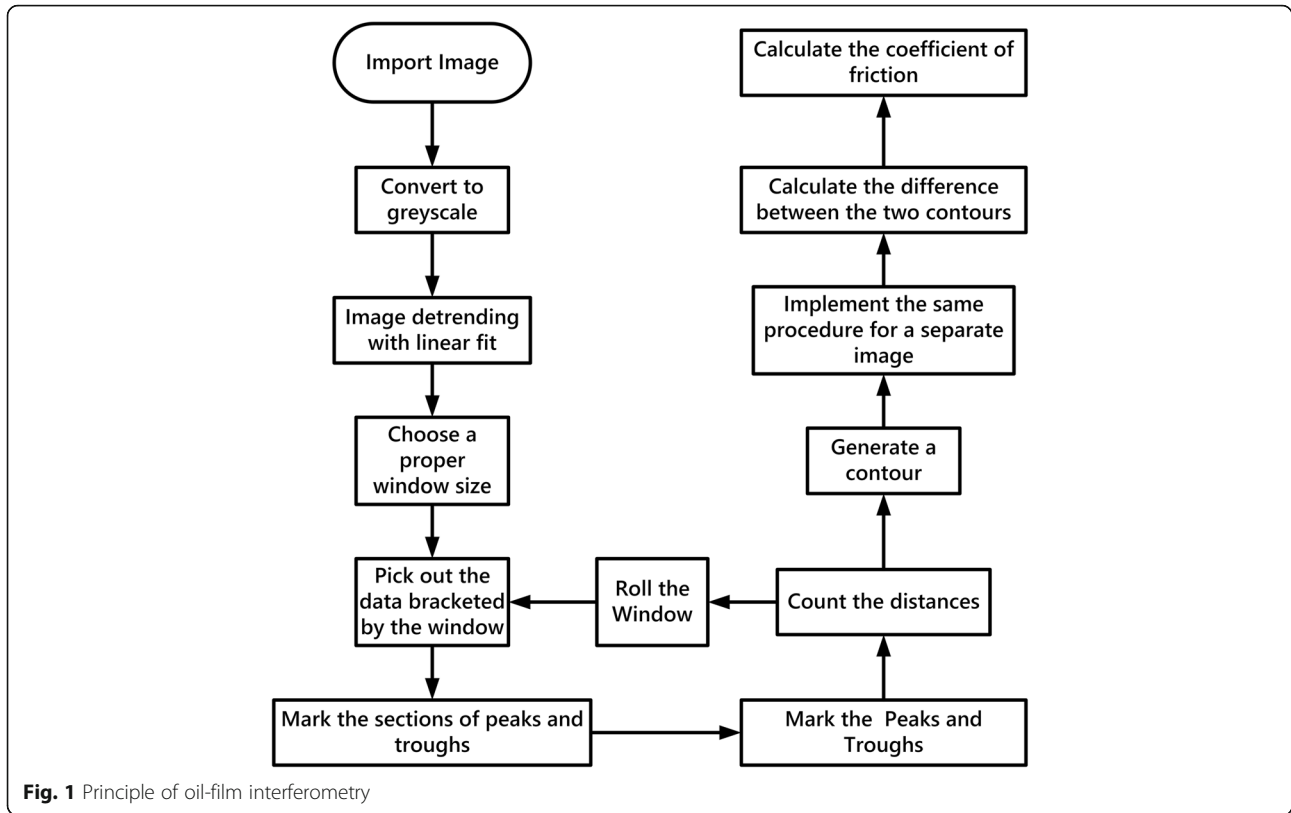 Import Image
Convert to
greyscale
Image detrending
with linear fit
Choose a
proper
window size
Pick out the
data bracketed
by the window
Mark the sections of peaks and
troughs
Mark the Peaks and
Troughs
Count the distances
Roll the
Window
Generate a
contour
Implement the same
procedure for a separate
image
Calculate the difference
between the two contours
Calculate the coefficient of
friction
Fig. 1 Principle of oil-film interferometry